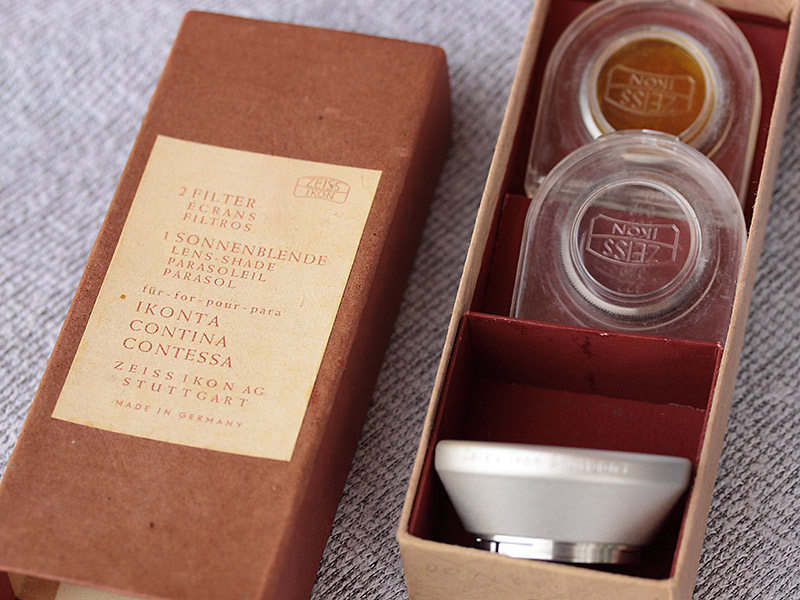 ZEISS
IKON
2 FILTER
ÉCRANS
FILTROS
1 SONNENBLENDE
LENS-SHADE
PARASOLEIL
PARASOL
für-for-pour-para
IKONTA
CONTINA
CONTESSA
ZEISS IKON AG
STUTTGART
MADE IN GERMANY
ZEISS
IKON
ZEISS
IKON